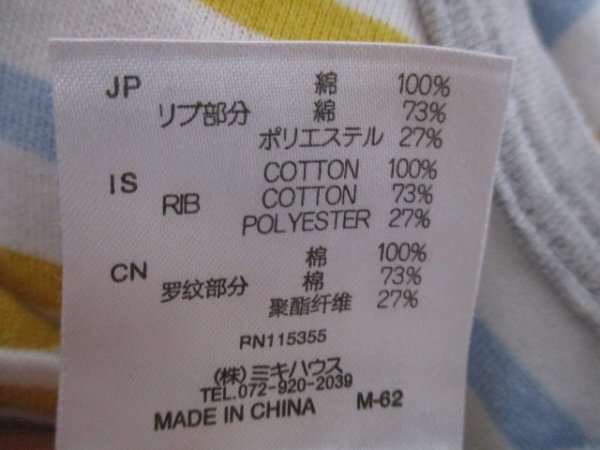 JP 綿 100%
リブ部分 綿 73%
ポリエステル 27%
IS COTTON 100%
RIB COTTON 73%
POLYESTER 27%
CN 棉 100%
罗纹部分 棉 73%
聚酯纤维 27%
RN115355
(株)ミキハウス
TEL.072-920-2039
MADE IN CHINA M-62